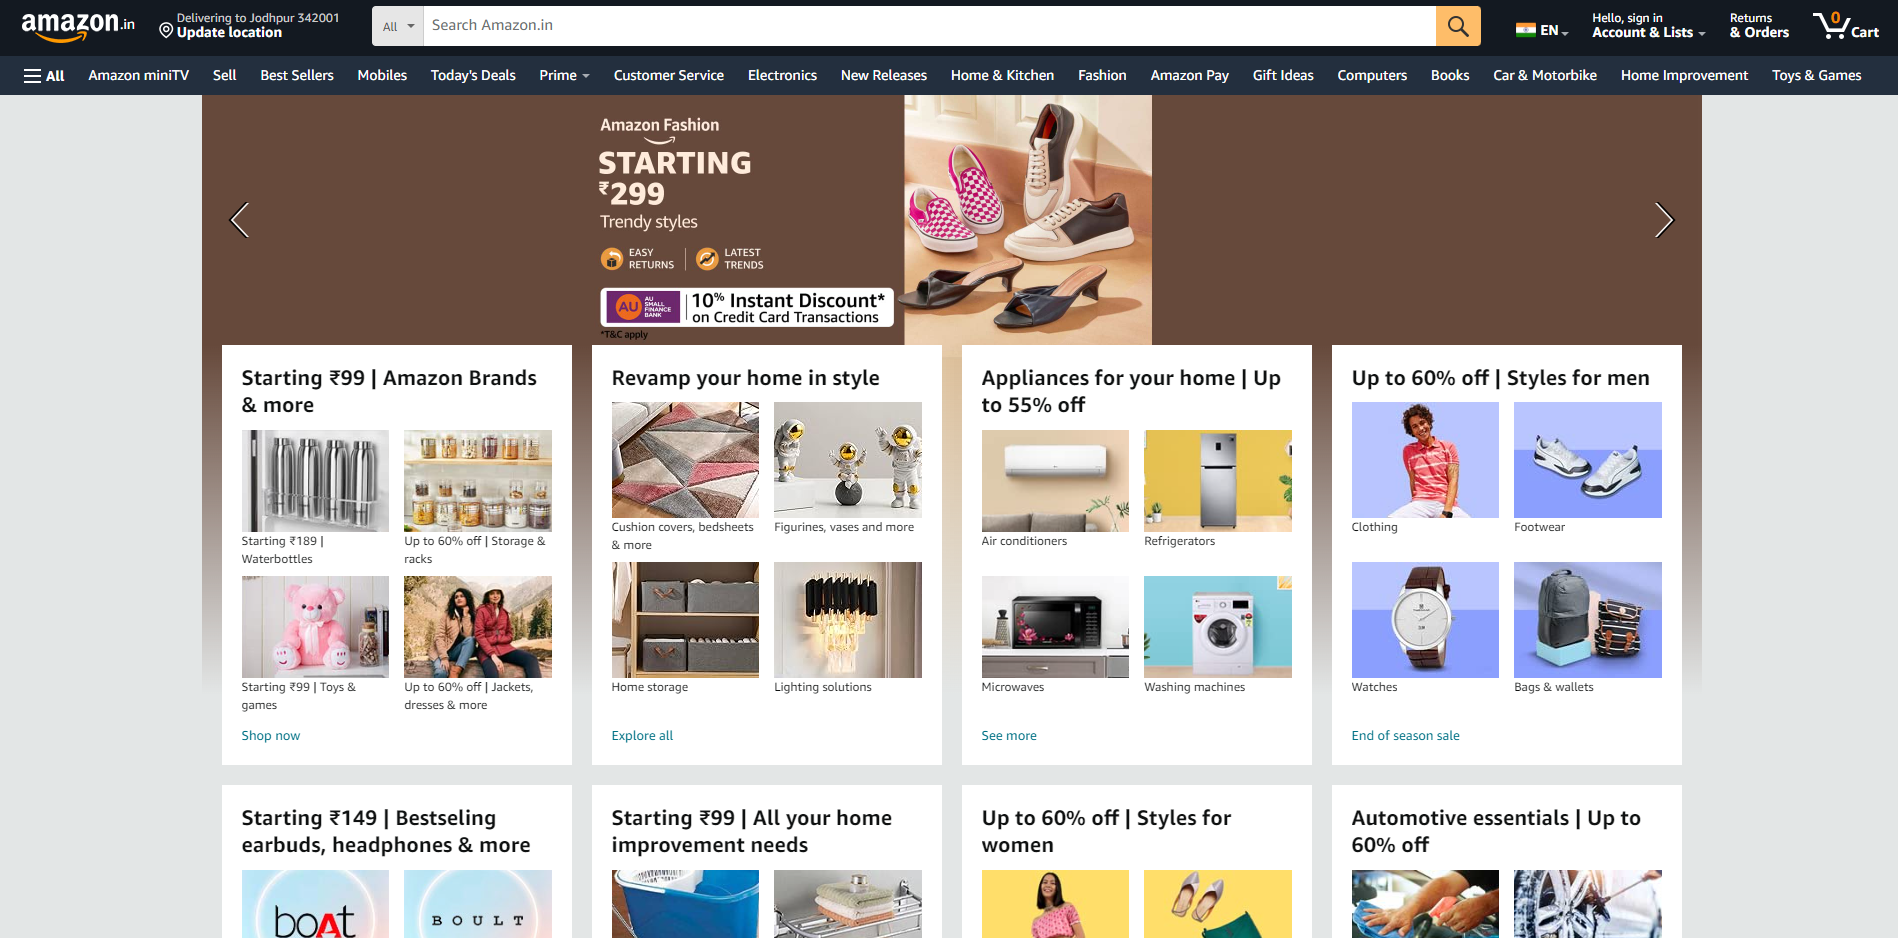 amazon.in
Delivering to Jodhpur 342001
Update location
All
Search Amazon.in
EN
Hello, sign in
Account & Lists
Returns
& Orders
0
Cart
All
Amazon miniTV
Sell
Best Sellers
Mobiles
Today's Deals
Prime
Customer Service
Electronics
New Releases
Home & Kitchen
Fashion
Amazon Pay
Gift Ideas
Computers
Books
Car & Motorbike
Home Improvement
Toys & Games
Amazon Fashion
STARTING
₹299
Trendy styles
EASY
RETURNS
LATEST
TRENDS
AU
AU
SMALL
FINANCE
BANK
10% Instant Discount*
on Credit Card Transactions
*T&C apply
Starting ₹99 | Amazon Brands
& more
Starting ₹189 |
Waterbottles
Up to 60% off | Storage &
racks
Starting ₹99 | Toys &
games
Up to 60% off | Jackets,
dresses & more
Shop now
Revamp your home in style
Cushion covers, bedsheets
& more
Figurines, vases and more
Home storage
Lighting solutions
Explore all
Appliances for your home | Up
to 55% off
Air conditioners
Refrigerators
Microwaves
Washing machines
See more
Up to 60% off | Styles for men
Clothing
Footwear
Watches
Bags & wallets
End of season sale
Starting ₹149 | Bestseling
earbuds, headphones & more
boAt
BOULT
Starting ₹99 | All your home
improvement needs
Up to 60% off | Styles for
women
Automotive essentials | Up to
60% off